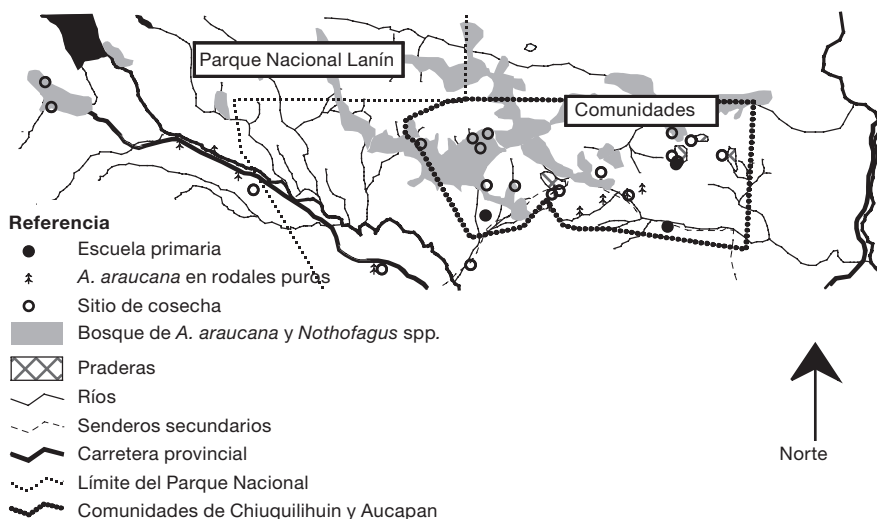 Parque Nacional Lanín
Comunidades
Referencia
Escuela primaria
A. araucana en rodales puros
Sitio de cosecha
Bosque de A. araucana y Nothofagus spp.
Praderas
Ríos
Senderos secundarios
Carretera provincial
Límite del Parque Nacional
Comunidades de Chiuquilihuin y Aucapan
Norte